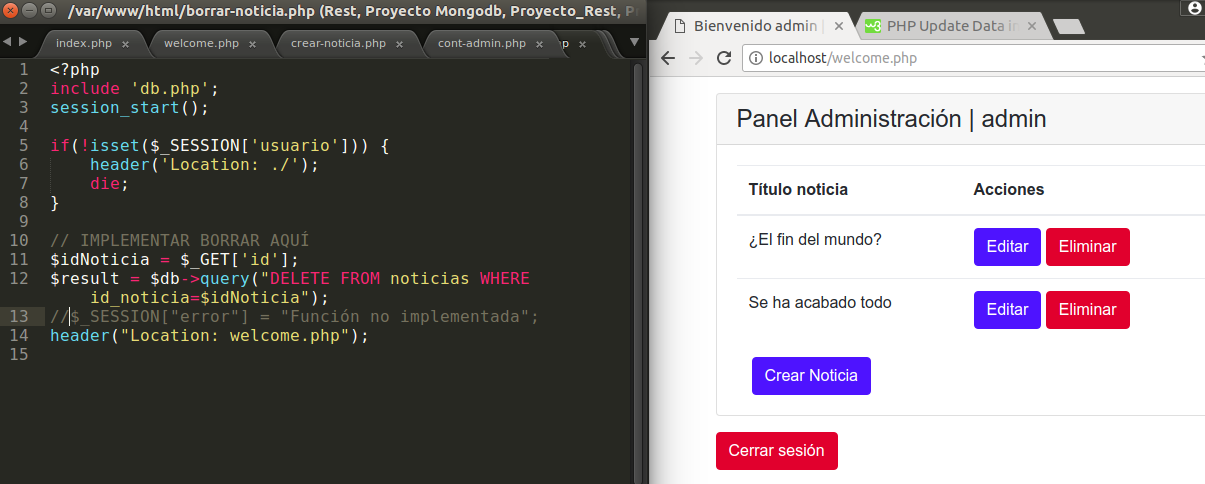 /var/www/html/borrar-noticia.php (Rest, Proyecto Mongodb, Proyecto_Rest, P
index.php × welcome.php × crear-noticia.php × cont-admin.php × p ×
1 <?php
2 include 'db.php';
3 session_start();
4
5 if(!isset($_SESSION['usuario'])) {
6 header('Location: ./');
7 die;
8 }
9
10 // IMPLEMENTAR BORRAR AQUÍ
11 $idNoticia = $_GET['id'];
12 $result = $db->query("DELETE FROM noticias WHERE
id_noticia=$idNoticia");
13 //$_SESSION["error"] = "Función no implementada";
14 header("Location: welcome.php");
15
Bienvenido admin | × w3 PHP Update Data in ×
localhost/welcome.php
Panel Administración | admin
Título noticia Acciones
¿El fin del mundo? Editar Eliminar
Se ha acabado todo Editar Eliminar
Crear Noticia
Cerrar sesión